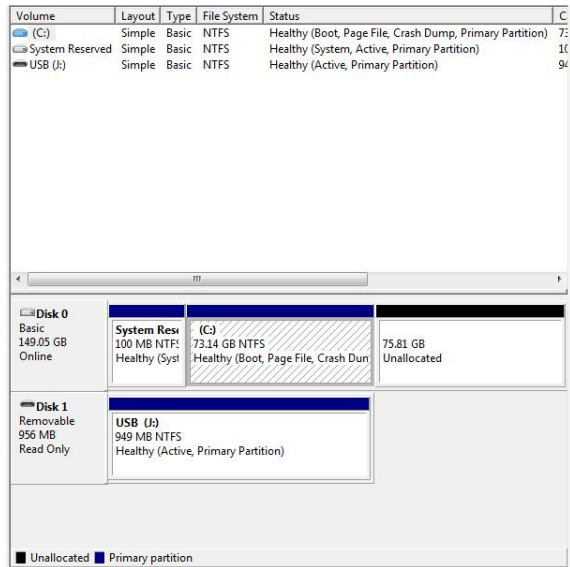 Volume Layout Type File System Status C
(C:) Simple Basic NTFS Healthy (Boot, Page File, Crash Dump, Primary Partition) 73
System Reserved Simple Basic NTFS Healthy (System, Active, Primary Partition) 10
USB (J:) Simple Basic NTFS Healthy (Active, Primary Partition) 94
Disk 0
Basic
149.05 GB
Online
System Rese
100 MB NTFS
Healthy (Syst
(C:)
73.14 GB NTFS
Healthy (Boot, Page File, Crash Dun
75.81 GB
Unallocated
Disk 1
Removable
956 MB
Read Only
USB (J:)
949 MB NTFS
Healthy (Active, Primary Partition)
Unallocated Primary partition